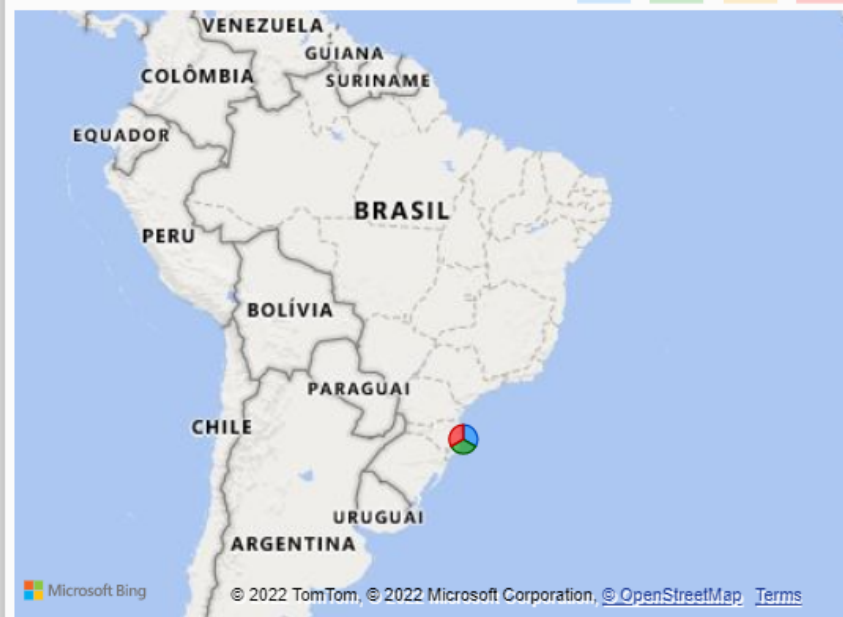 VENEZUELA
GUIANA
COLÔMBIA
SURINAME
EQUADOR
BRASIL
PERU
BOLÍVIA
PARAGUAI
CHILE
URUGUAI
ARGENTINA
Microsoft Bing
© 2022 TomTom, © 2022 Microsoft Corporation, © OpenStreetMap Terms